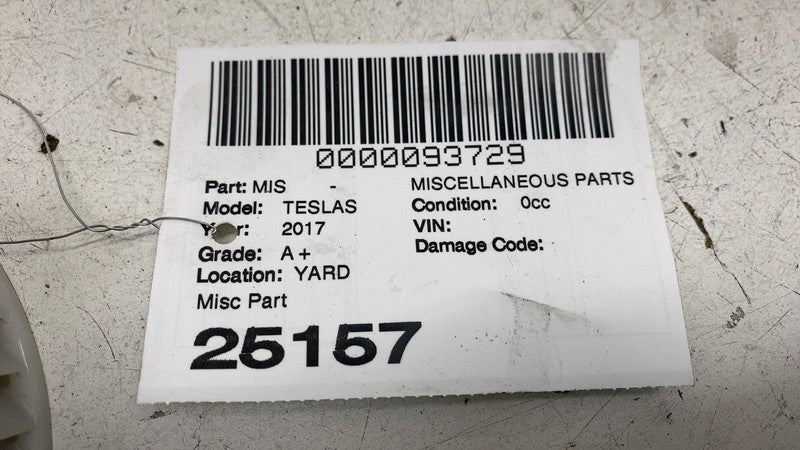 0000093729
Part: MIS - MISCELLANEOUS PARTS
Model: TESLAS Condition: 0cc
2017 VIN:
Grade: A+ Damage Code:
Location: YARD
Misc Part
25157